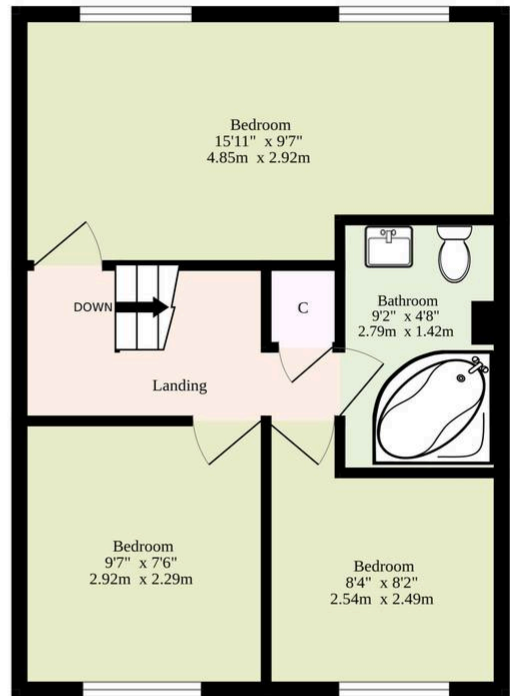 Bedroom
15'11" x 9'7"
4.85m x 2.92m
DOWN
C
Bathroom
9'2" x 4'8"
2.79m x 1.42m
Landing
Bedroom
9'7" x 7'6"
2.92m x 2.29m
Bedroom
8'4" x 8'2"
2.54m x 2.49m